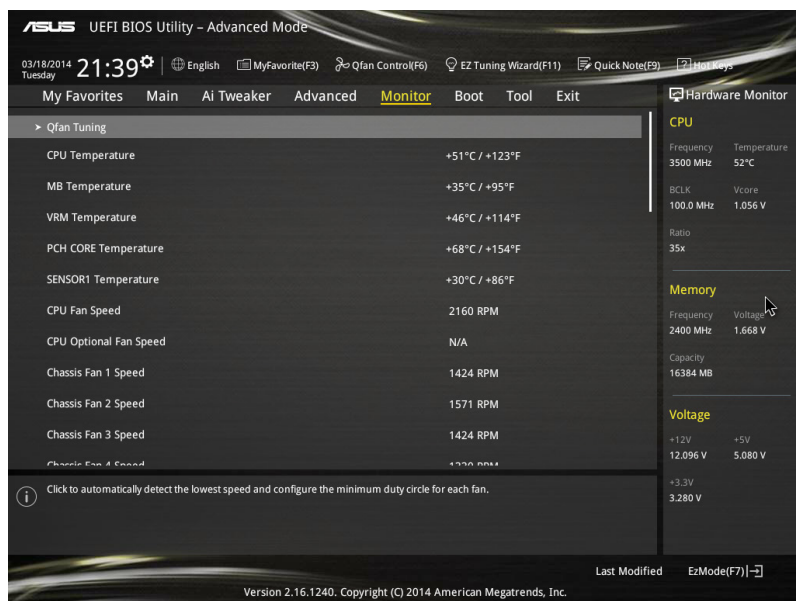 ASUS UEFI BIOS Utility – Advanced Mode
03/18/2014
Tuesday
21:39
English
MyFavorite(F3)
Qfan Control(F6)
EZ Tuning Wizard(F11)
Quick Note(F9)
? Hot Keys
My Favorites Main Ai Tweaker Advanced Monitor Boot Tool Exit
> Qfan Tuning
CPU Temperature +51°C / +123°F
MB Temperature +35°C / +95°F
VRM Temperature +46°C / +114°F
PCH CORE Temperature +68°C / +154°F
SENSOR1 Temperature +30°C / +86°F
CPU Fan Speed 2160 RPM
CPU Optional Fan Speed N/A
Chassis Fan 1 Speed 1424 RPM
Chassis Fan 2 Speed 1571 RPM
Chassis Fan 3 Speed 1424 RPM
Chassis Fan 4 Speed
Click to automatically detect the lowest speed and configure the minimum duty circle for each fan.
Hardware Monitor
CPU
Frequency Temperature
3500 MHz 52°C
BCLK Vcore
100.0 MHz 1.056 V
Ratio
35x
Memory
Frequency Voltage
2400 MHz 1.668 V
Capacity
16384 MB
Voltage
+12V +5V
12.096 V 5.080 V
+3.3V
3.280 V
Last Modified EzMode(F7)
Version 2.16.1240. Copyright (C) 2014 American Megatrends, Inc.